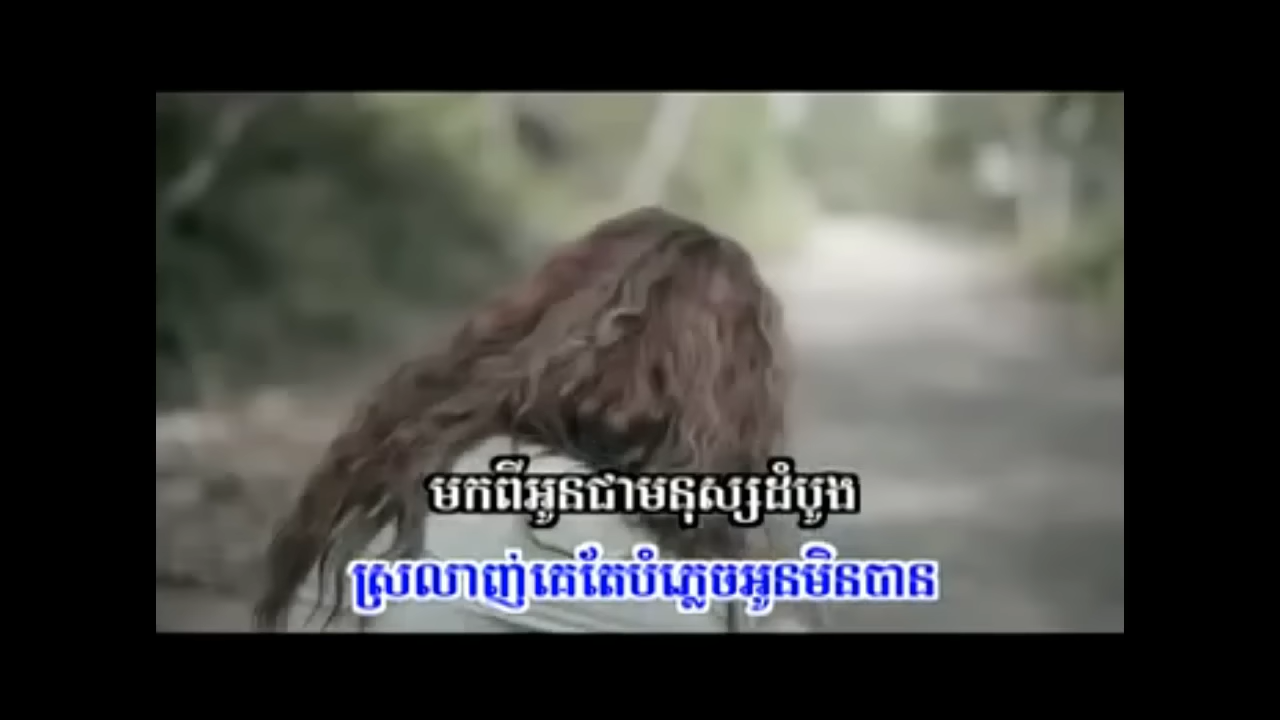 មកពីអូនជាមនុស្សដំបូង
ស្រលាញ់គេតែបំភ្លេចអូនមិនបាន